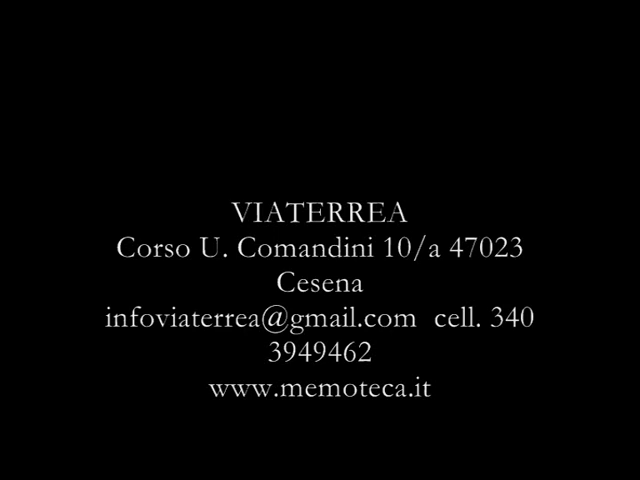 VIATERREA
Corso U. Comandini 10/a 47023
Cesena
infoviaterrea@gmail.com  cell. 340
3949462
www.memoteca.it